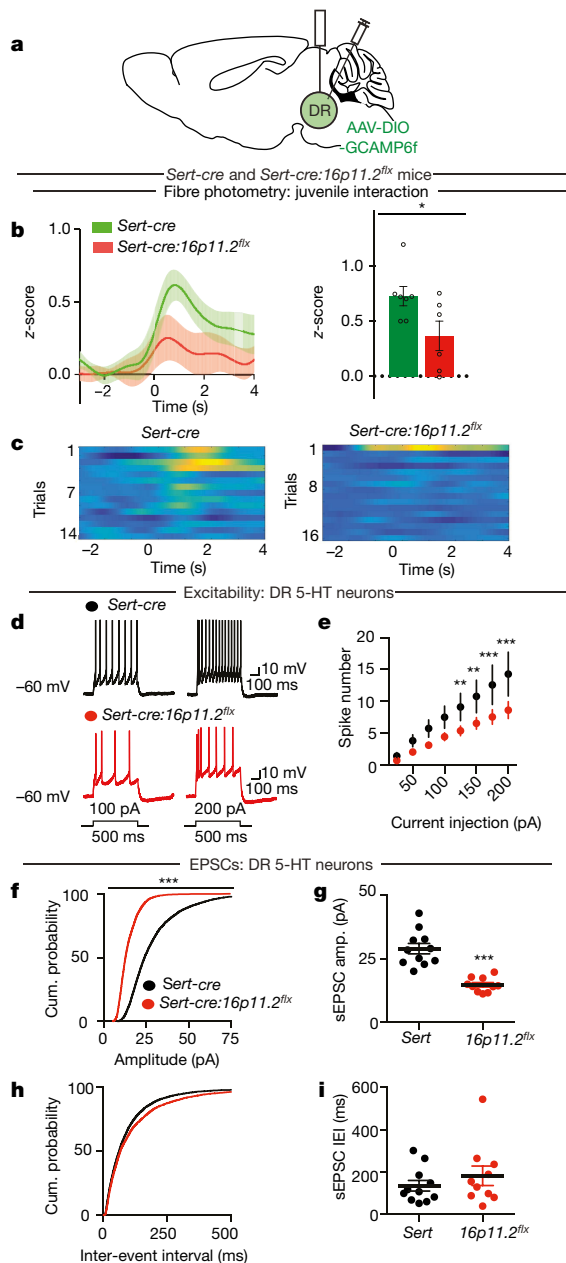 a
DR
AAV-DIO
-GCAMP6f
Sert-cre and Sert-cre:16p11.2flx mice
Fibre photometry: juvenile interaction
b
Sert-cre
Sert-cre:16p11.2flx
1.0
0.5
0.0
z-score
−2 0 2 4
Time (s)
*
1.0
0.5
0.0
z-score
c
Sert-cre
Trials
1
7
14
−2 0 2 4
Time (s)
Sert-cre:16p11.2flx
Trials
1
8
16
−2 0 2 4
Time (s)
Excitability: DR 5-HT neurons
d
Sert-cre
−60 mV
10 mV
100 ms
Sert-cre:16p11.2flx
−60 mV
10 mV
100 ms
100 pA
200 pA
500 ms
500 ms
e
20
15
10
5
0
Spike number
** ** *** ***
50 100 150 200
Current injection (pA)
EPSCs: DR 5-HT neurons
f
***
100
50
0
Cum. probability
Sert-cre
Sert-cre:16p11.2flx
0 25 50 75
Amplitude (pA)
g
50
25
0
sEPSC amp. (pA)
***
Sert 16p11.2flx
h
100
50
0
Cum. probability
0 250 500
Inter-event interval (ms)
i
600
400
200
0
sEPSC IEI (ms)
Sert 16p11.2flx